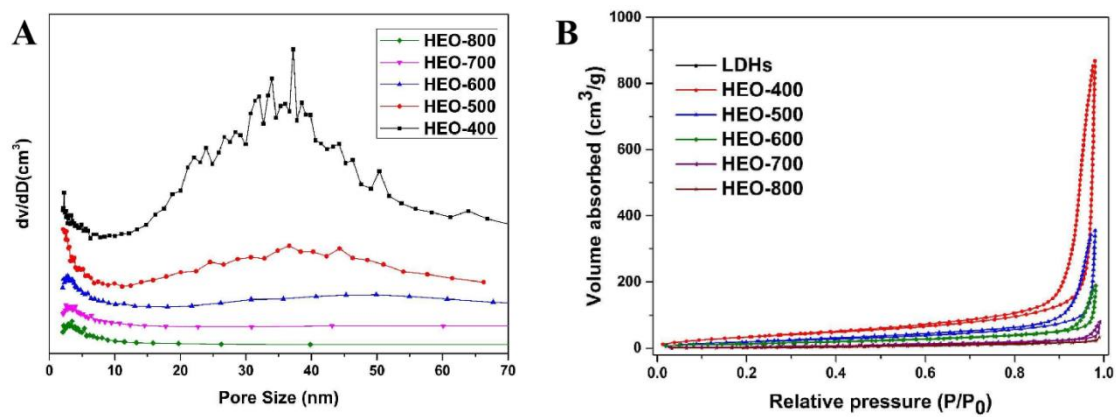 A
HEO-800
HEO-700
HEO-600
HEO-500
HEO-400
dv/dD(cm³)
0 10 20 30 40 50 60 70
Pore Size (nm)
B
1000
800
600
400
200
0
LDHs
HEO-400
HEO-500
HEO-600
HEO-700
HEO-800
Volume absorbed (cm³/g)
0.0 0.2 0.4 0.6 0.8 1.0
Relative pressure (P/P₀)